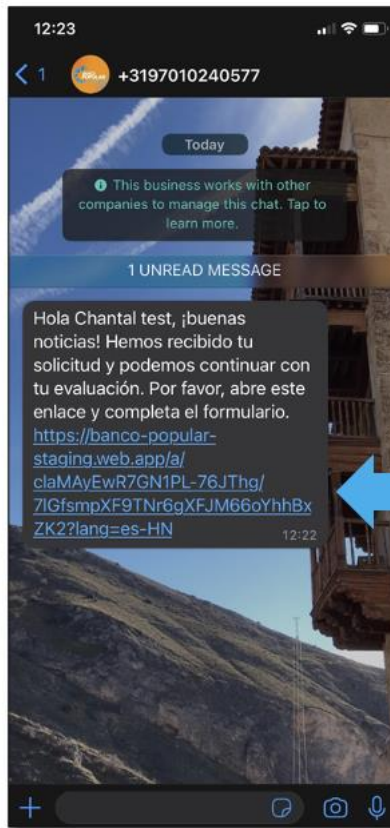 12:23
1
+3197010240577
Today
This business works with other
companies to manage this chat. Tap to
learn more.
1 UNREAD MESSAGE
Hola Chantal test, ¡buenas
noticias! Hemos recibido tu
solicitud y podemos continuar con
tu evaluación. Por favor, abre este
enlace y completa el formulario.
https://banco-popular-
staging.web.app/a/
claMAyEwR7GN1PL-76JThg/
7lGfsmpXF9TNr6gXFJM66oYhhBx
ZK2?lang=es-HN
12:22